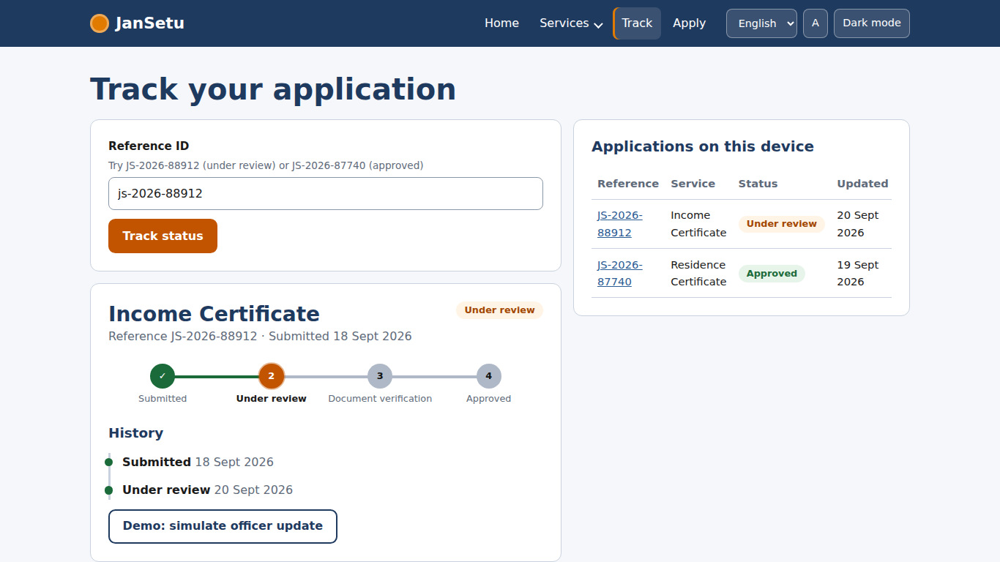 JanSetu
Home Services Track Apply English A Dark mode
Track your application
Reference ID
Try JS-2026-88912 (under review) or JS-2026-87740 (approved)
js-2026-88912
Track status
Income Certificate
Under review
Reference JS-2026-88912 · Submitted 18 Sept 2026
✓ 2 3 4
Submitted Under review Document verification Approved
History
Submitted 18 Sept 2026
Under review 20 Sept 2026
Demo: simulate officer update
Applications on this device
Reference Service Status Updated
JS-2026-88912 Income Certificate Under review 20 Sept 2026
JS-2026-87740 Residence Certificate Approved 19 Sept 2026